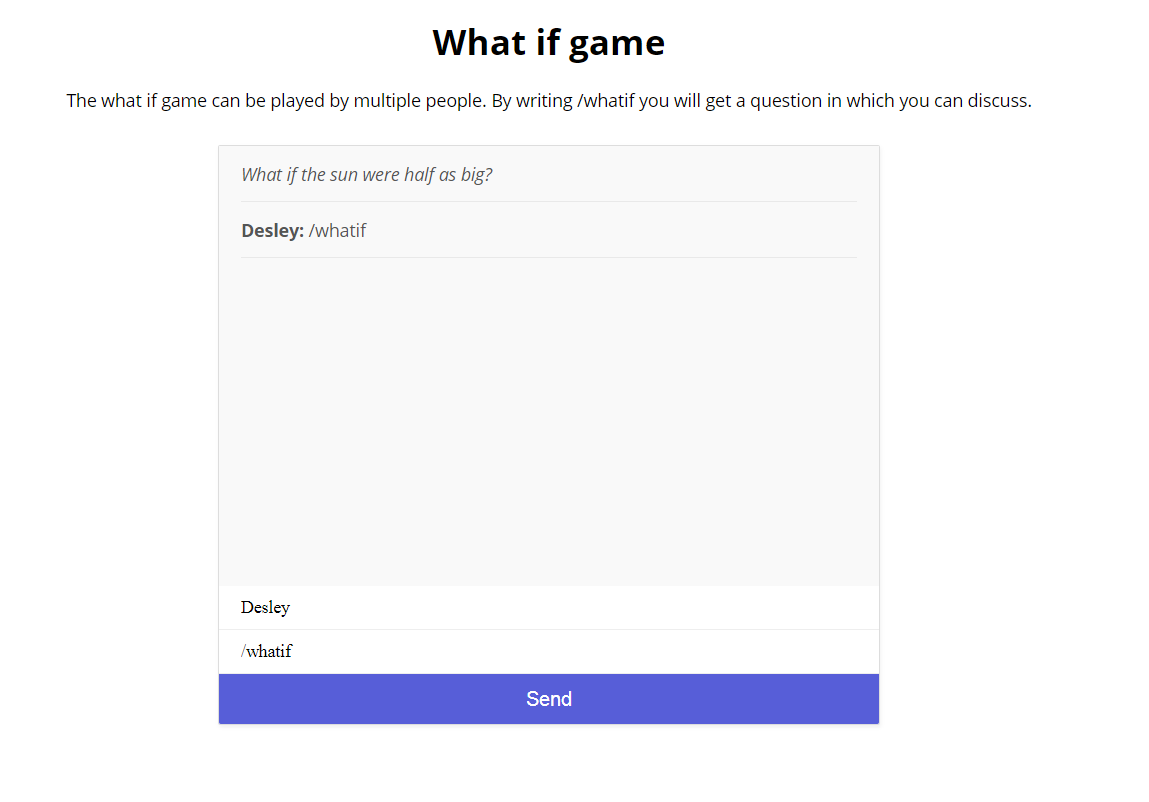 What if game
The what if game can be played by multiple people. By writing /whatif you will get a question in which you can discuss.
What if the sun were half as big?
Desley: /whatif
Desley
/whatif
Send